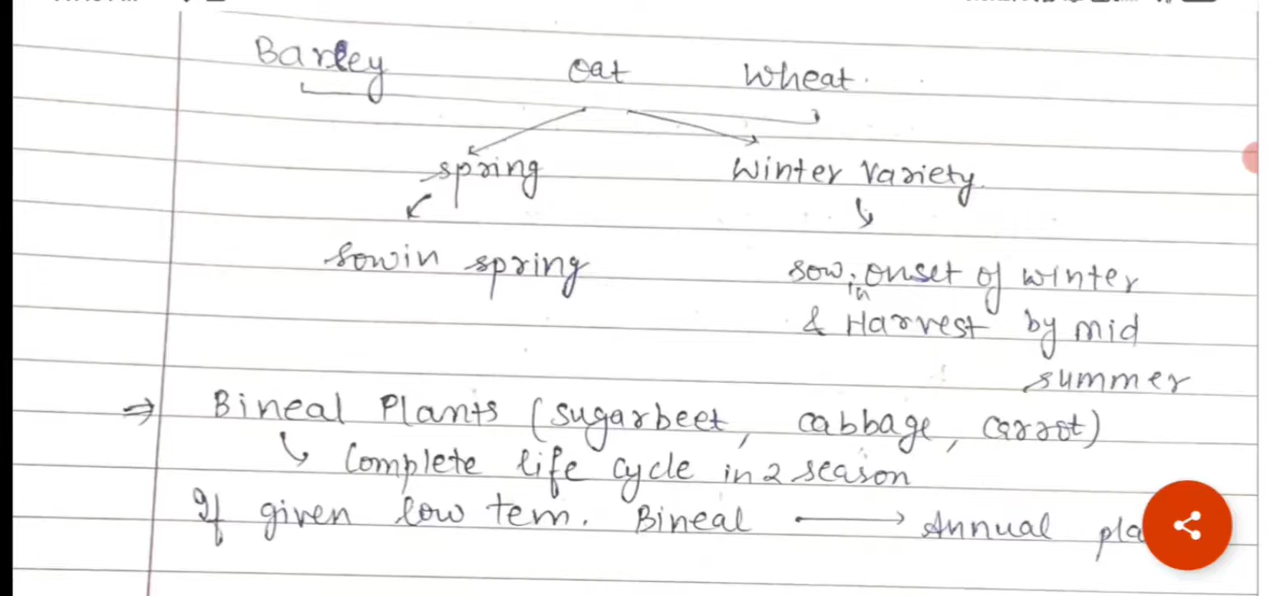 Barley oat Wheat.
spring Winter Variety.
sow in spring sow in onset of winter
& Harvest by mid
summer
⇒ Bineal Plants (sugarbeet, cabbage, carrot)
↳ Complete life cycle in 2 season
If given low tem. Bineal → Annual pla